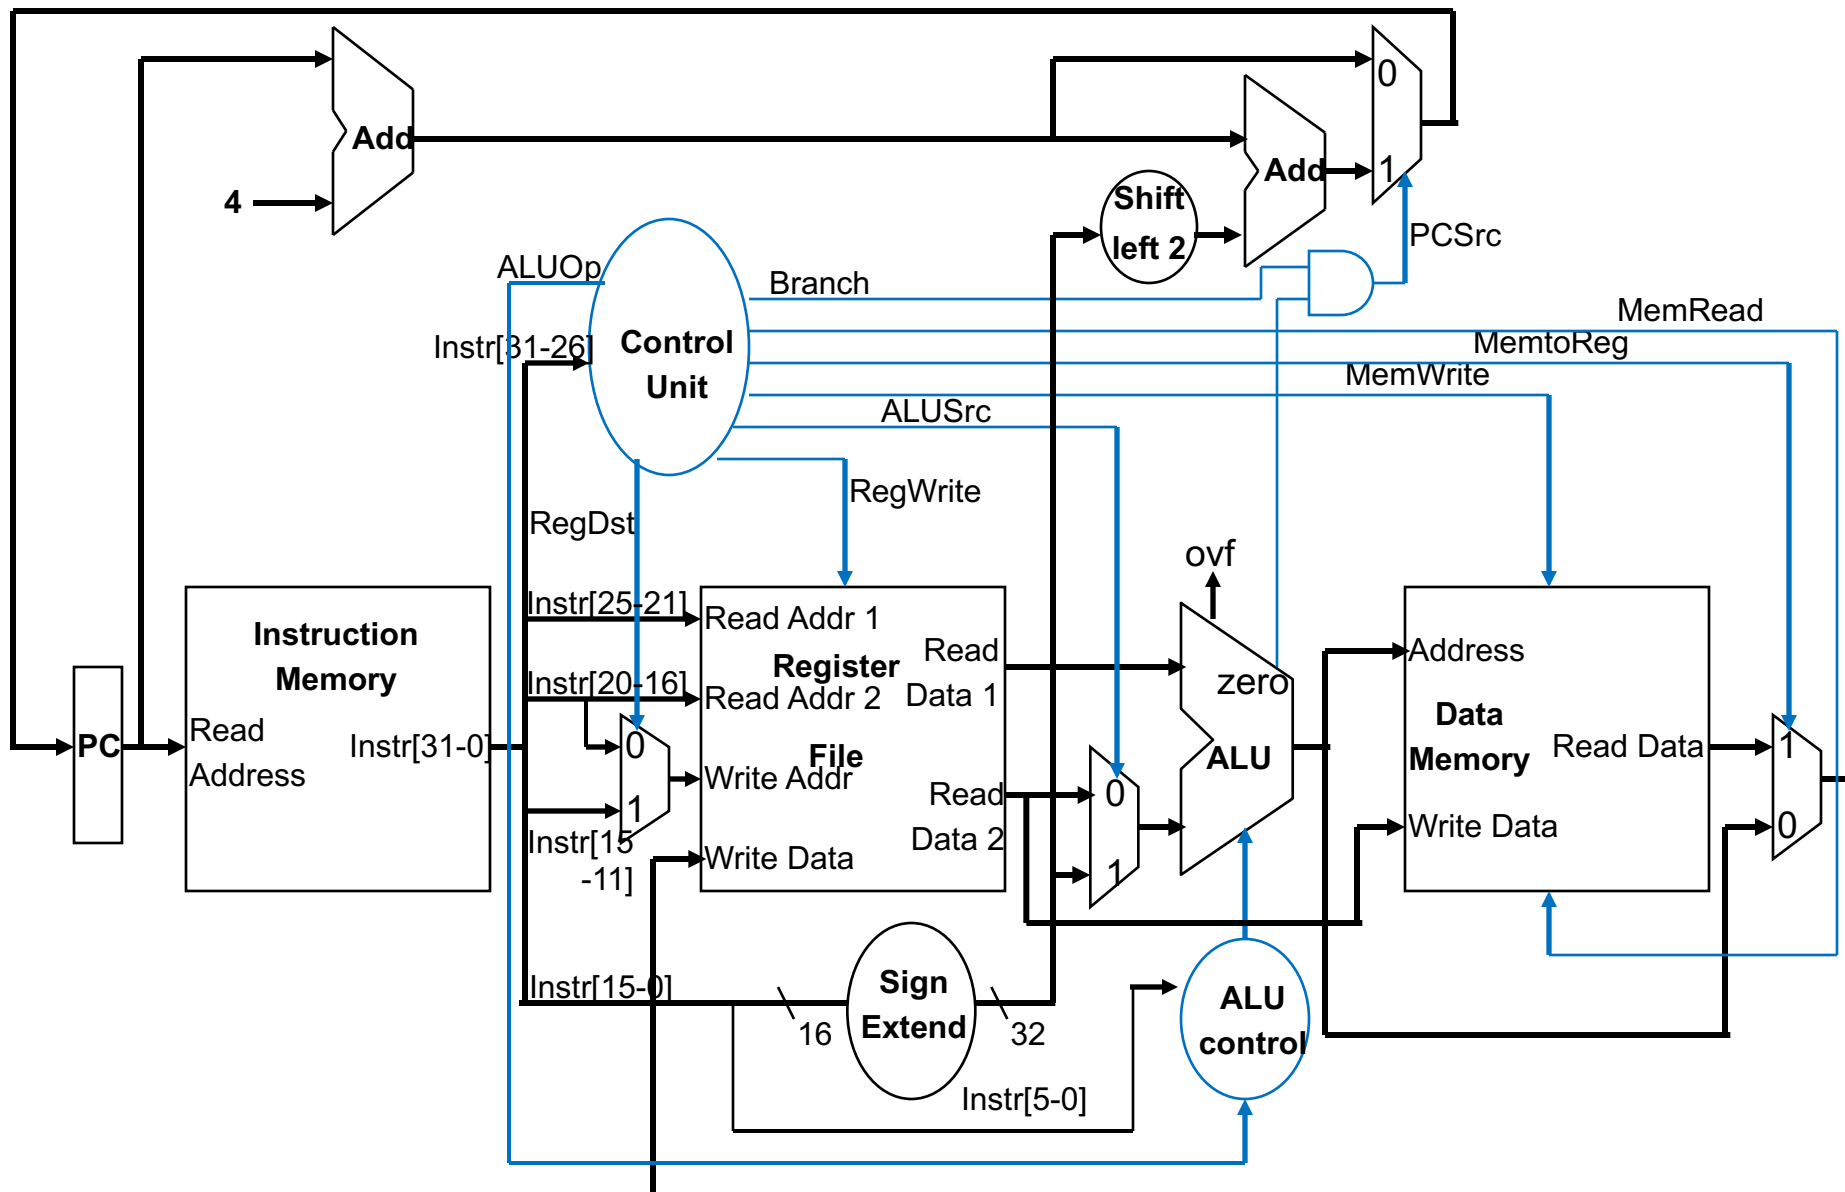 0
Add
Add
1
4
Shift
left 2
PCSrc
ALUOp
Branch
MemRead
Instr[31-26]
Control
Unit
MemtoReg
MemWrite
ALUSrc
RegWrite
RegDst
ovf
Instr[25-21]
Read Addr 1
Instruction
Memory
Register
Read
Data 1
Address
Instr[20-16]
Read Addr 2
zero
Data
Memory
PC
Read
Address
Instr[31-0]
0
File
Write Addr
ALU
Read Data
1
1
Read
Data 2
0
Write Data
0
Instr[15
-11]
Write Data
1
Instr[15-0]
16
Sign
Extend
32
ALU
control
Instr[5-0]